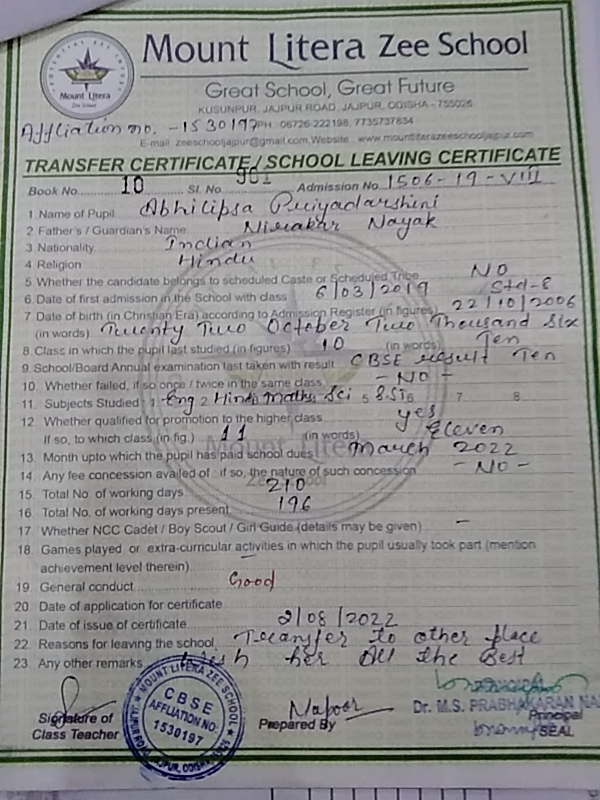 Mount Litera Zee School
Great School, Great Future
KUSUNPUR, JAJPUR ROAD, JAJPUR, ODISHA - 755026
Affliation no. - 1530197 PH : 06726-222198, 7735737834
E-mail: zeeschooljajpur@gmail.com, Website : www.mountliterazeeschooljajpur.com
Mount Litera
Zee School
TRANSFER CERTIFICATE / SCHOOL LEAVING CERTIFICATE
Book No. 10 Sl. No. 961 Admission No. 1506-19-VIII
1 Name of Pupil Abhilipsa Priyadarshini
2 Father's / Guardian's Name Nirakar Nayak
3 Nationality Indian
4 Religion Hindu
5 Whether the candidate belongs to scheduled Caste or Scheduled Tribe NO
6. Date of first admission in the School with class 6/03/2019 Std-8
7. Date of birth (in Christian Era) according to Admission Register (in figures) 22/10/2006
(in words) Twenty Two October Two Thousand Six
8. Class in which the pupil last studied (in figures) 10 (in words) Ten
9 School/Board Annual examination last taken with result CBSE result Ten
10. Whether failed, if so once / twice in the same class - NO -
11. Subjects Studied 1 Eng 2 Hindi Maths Sci 5 S.St 6 7 8
12. Whether qualified for promotion to the higher class yes
If so, to which class (in fig.) 11 (in words) Eleven
13. Month upto which the pupil has paid school dues March 2022
14. Any fee concession availed of : if so, the nature of such concession - NO -
15. Total No. of working days 210
16. Total No. of working days present 196
17. Whether NCC Cadet / Boy Scout / Girl Guide (details may be given) -
18. Games played or extra-curricular activities in which the pupil usually took part (mention
achievement level therein) -
19. General conduct Good
20. Date of application for certificate
21. Date of issue of certificate 2/08/2022
22. Reasons for leaving the school Transfer to other place
23. Any other remarks Wish her All the Best
MOUNT LITERA ZEE SCHOOL
CBSE
AFFLIATION NO:-
1530197
Signature of
Class Teacher
Prepared By
Dr. M.S. PRABHAKARAN
Principal
SEAL